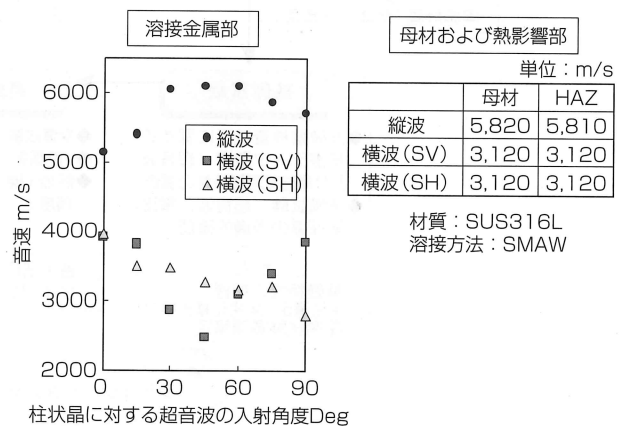 溶接金属部
6000
5000
4000
3000
2000
音速 m/s
縦波
横波(SV)
横波(SH)
0
30
60
90
柱状晶に対する超音波の入射角度Deg
母材および熱影響部
単位:m/s
母材 HAZ
縦波 5,820 5,810
横波(SV) 3,120 3,120
横波(SH) 3,120 3,120
材質:SUS316L
溶接方法:SMAW